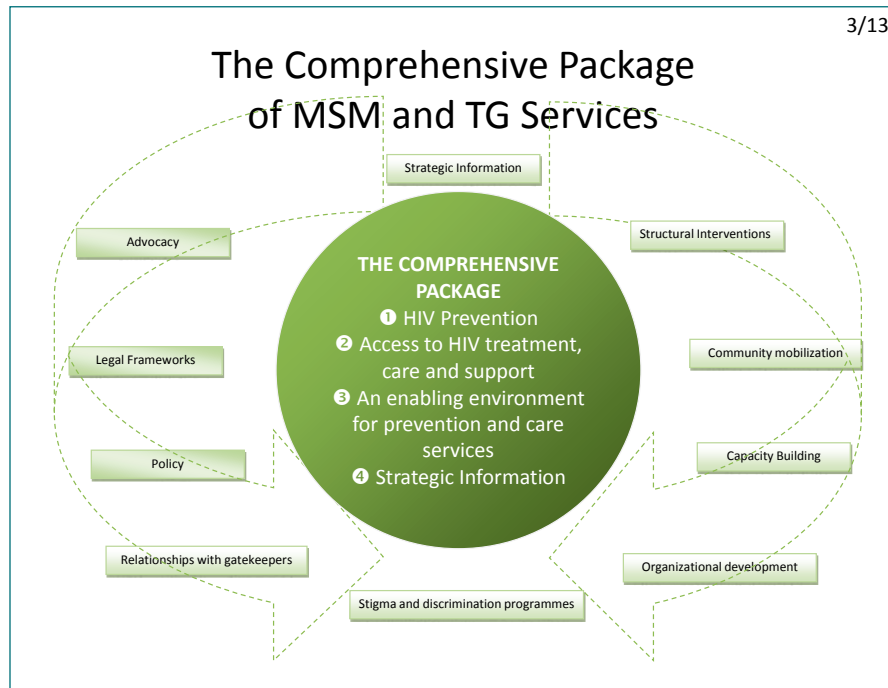 3/13
The Comprehensive Package
of MSM and TG Services
Strategic Information
Advocacy
Structural Interventions
THE COMPREHENSIVE
PACKAGE
❶ HIV Prevention
❷ Access to HIV treatment,
care and support
❸ An enabling environment
for prevention and care
services
❹ Strategic Information
Legal Frameworks
Community mobilization
Policy
Capacity Building
Relationships with gatekeepers
Organizational development
Stigma and discrimination programmes